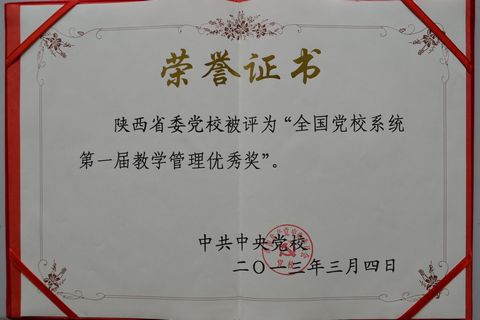 荣誉证书
陕西省委党校被评为“全国党校系统
第一届教学管理优秀奖”。
中共中央党校
二〇一三年三月四日